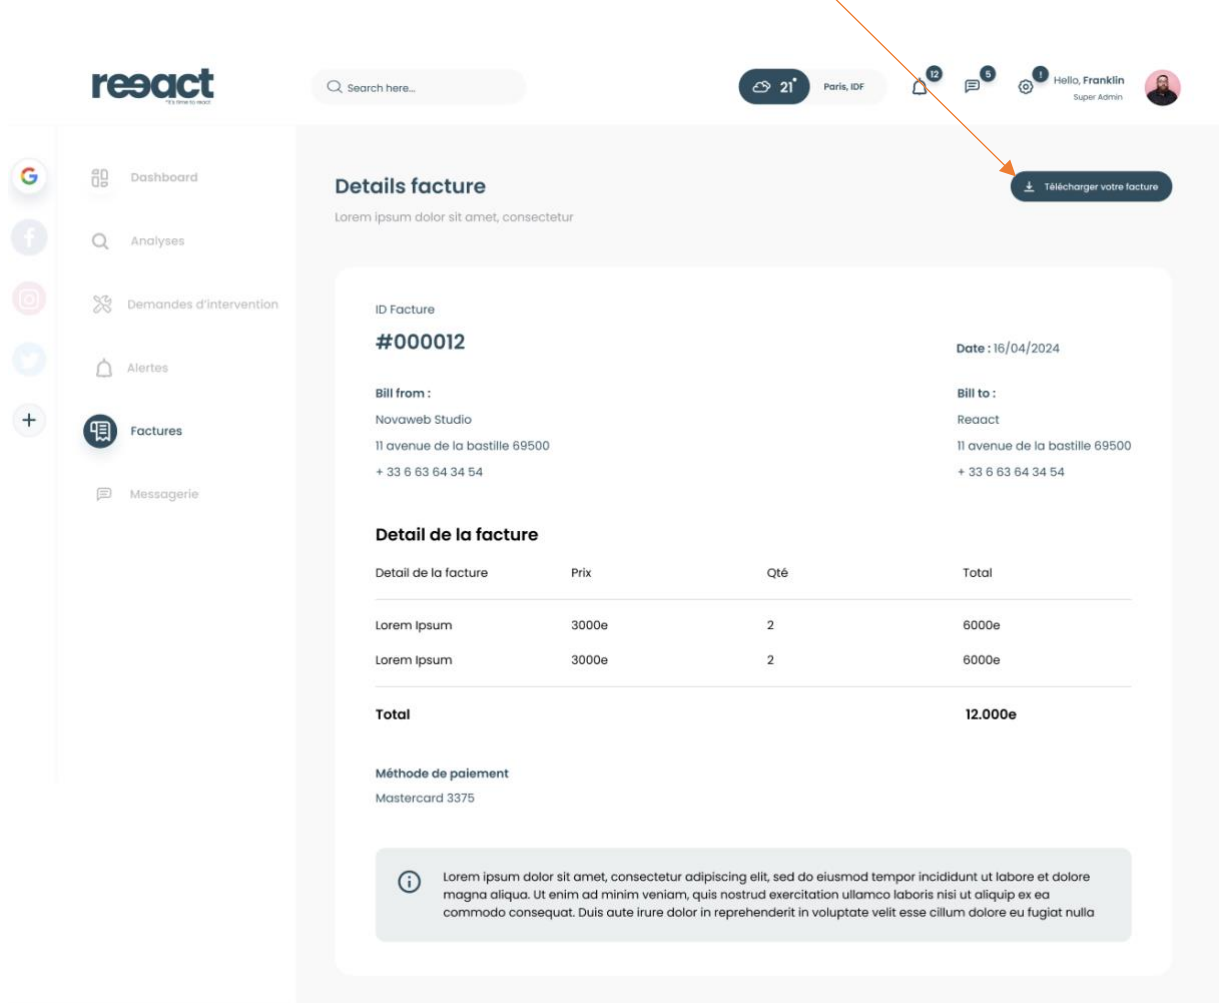 reeact
"it's time to react
Search here...
21°
Paris, IDF
12
5
!
Hello, Franklin
Super Admin
G
Dashboard
Analyses
Demandes d'intervention
Alertes
Factures
Messagerie
Details facture
Lorem ipsum dolor sit amet, consectetur
Télécharger votre facture
ID Facture
#000012
Date : 16/04/2024
Bill from :
Novaweb Studio
11 avenue de la bastille 69500
+ 33 6 63 64 34 54
Bill to :
Reaact
11 avenue de la bastille 69500
+ 33 6 63 64 34 54
Detail de la facture
Detail de la facture Prix Qté Total
Lorem Ipsum 3000e 2 6000e
Lorem Ipsum 3000e 2 6000e
Total 12.000e
Méthode de paiement
Mastercard 3375
Lorem ipsum dolor sit amet, consectetur adipiscing elit, sed do eiusmod tempor incididunt ut labore et dolore
magna aliqua. Ut enim ad minim veniam, quis nostrud exercitation ullamco laboris nisi ut aliquip ex ea
commodo consequat. Duis aute irure dolor in reprehenderit in voluptate velit esse cillum dolore eu fugiat nulla